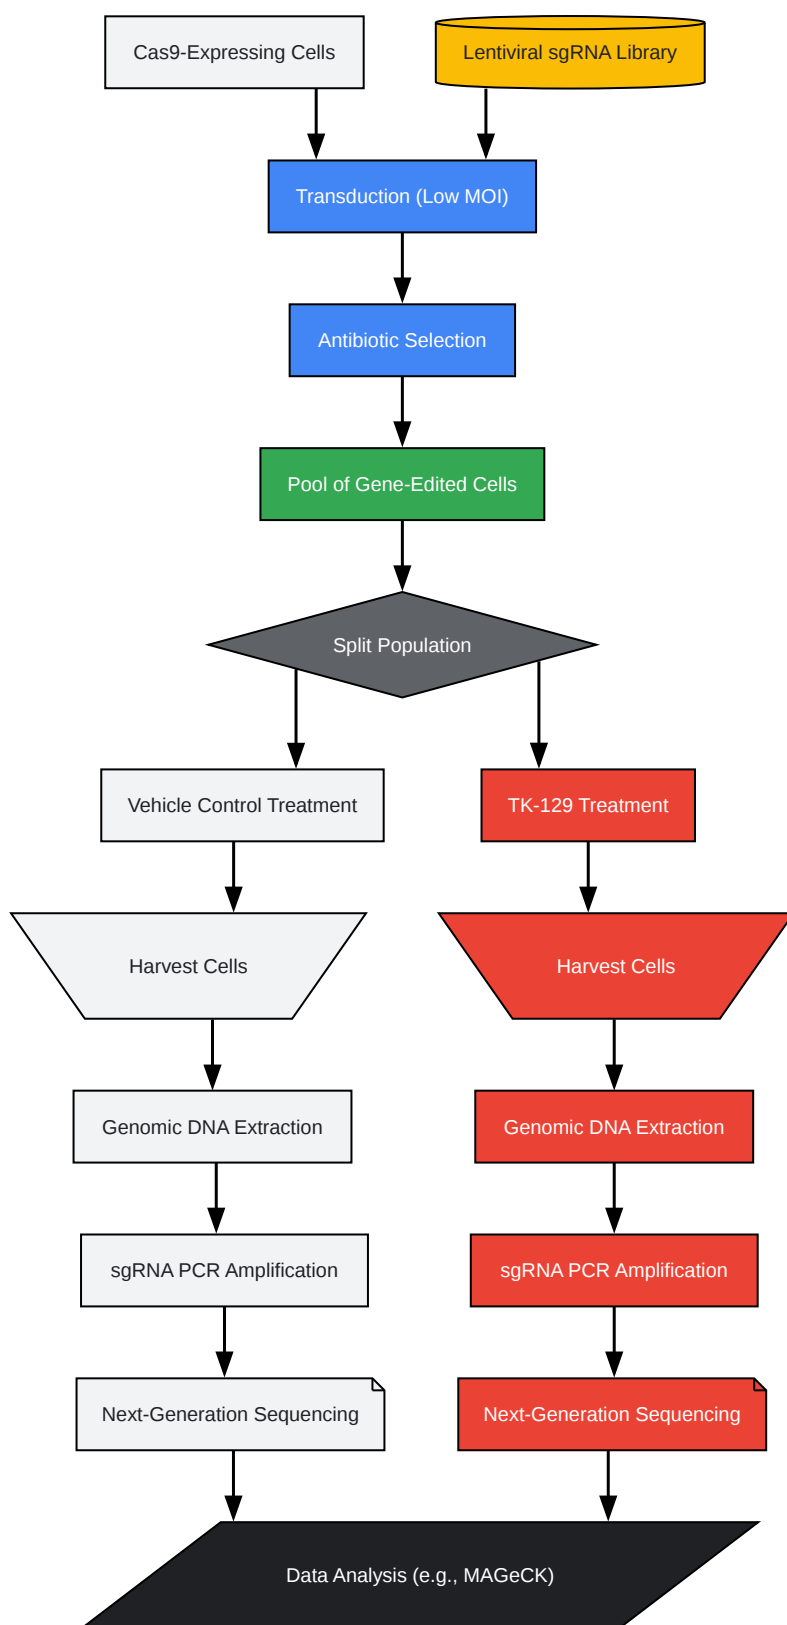 Cas9-Expressing Cells
Lentiviral sgRNA Library
Transduction (Low MOI)
Antibiotic Selection
Pool of Gene-Edited Cells
Split Population
Vehicle Control Treatment
TK-129 Treatment
Harvest Cells
Harvest Cells
Genomic DNA Extraction
Genomic DNA Extraction
sgRNA PCR Amplification
sgRNA PCR Amplification
Next-Generation Sequencing
Next-Generation Sequencing
Data Analysis (e.g., MAGeCK)